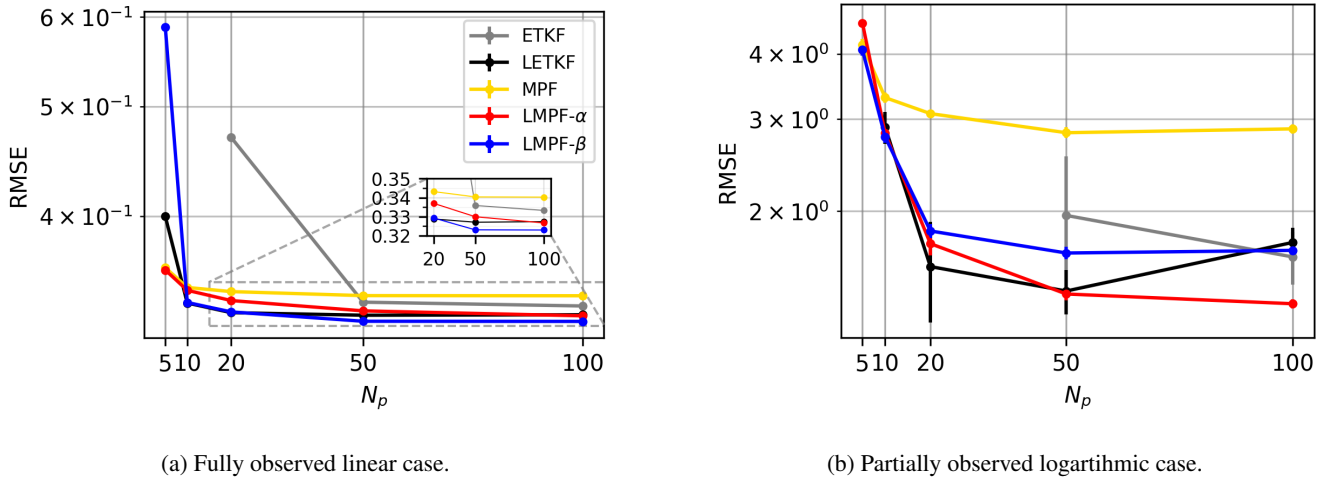 6 × 10⁻¹
5 × 10⁻¹
4 × 10⁻¹
RMSE
ETKF
LETKF
MPF
LMPF-α
LMPF-β
0.35
0.34
0.33
0.32
20 50 100
5 10 20 50 100
Nₚ
(a) Fully observed linear case.
4 × 10⁰
3 × 10⁰
2 × 10⁰
RMSE
5 10 20 50 100
Nₚ
(b) Partially observed logartihmic case.